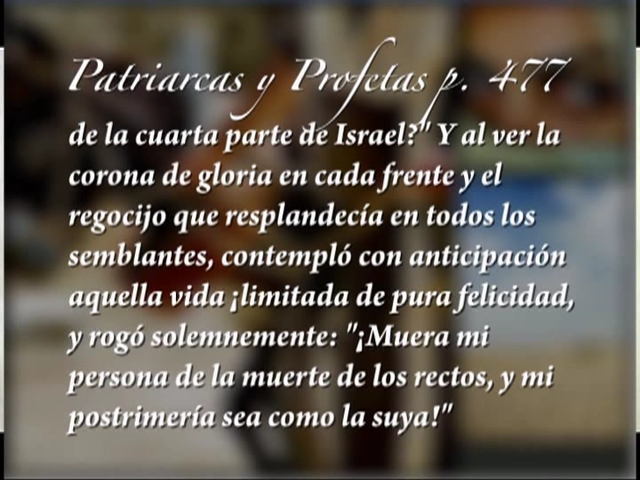 Patriarcas y Profetas p. 477
de la cuarta parte de Israel?" Y al ver la
corona de gloria en cada frente y el
regocijo que resplandecía en todos los
semblantes, contempló con anticipación
aquella vida ¡limitada de pura felicidad,
y rogó solemnemente: "¡Muera mi
persona de la muerte de los rectos, y mi
postrimería sea como la suya!"